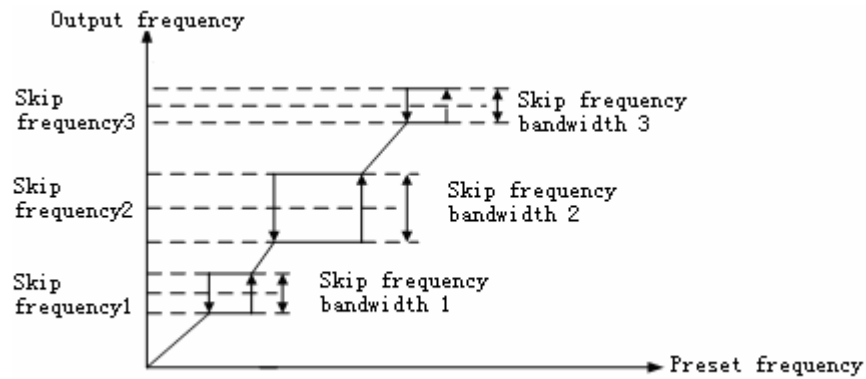 Output frequency
Skip
frequency3
Skip frequency
bandwidth 3
Skip
frequency2
Skip frequency
bandwidth 2
Skip
frequency1
Skip frequency
bandwidth 1
Preset frequency